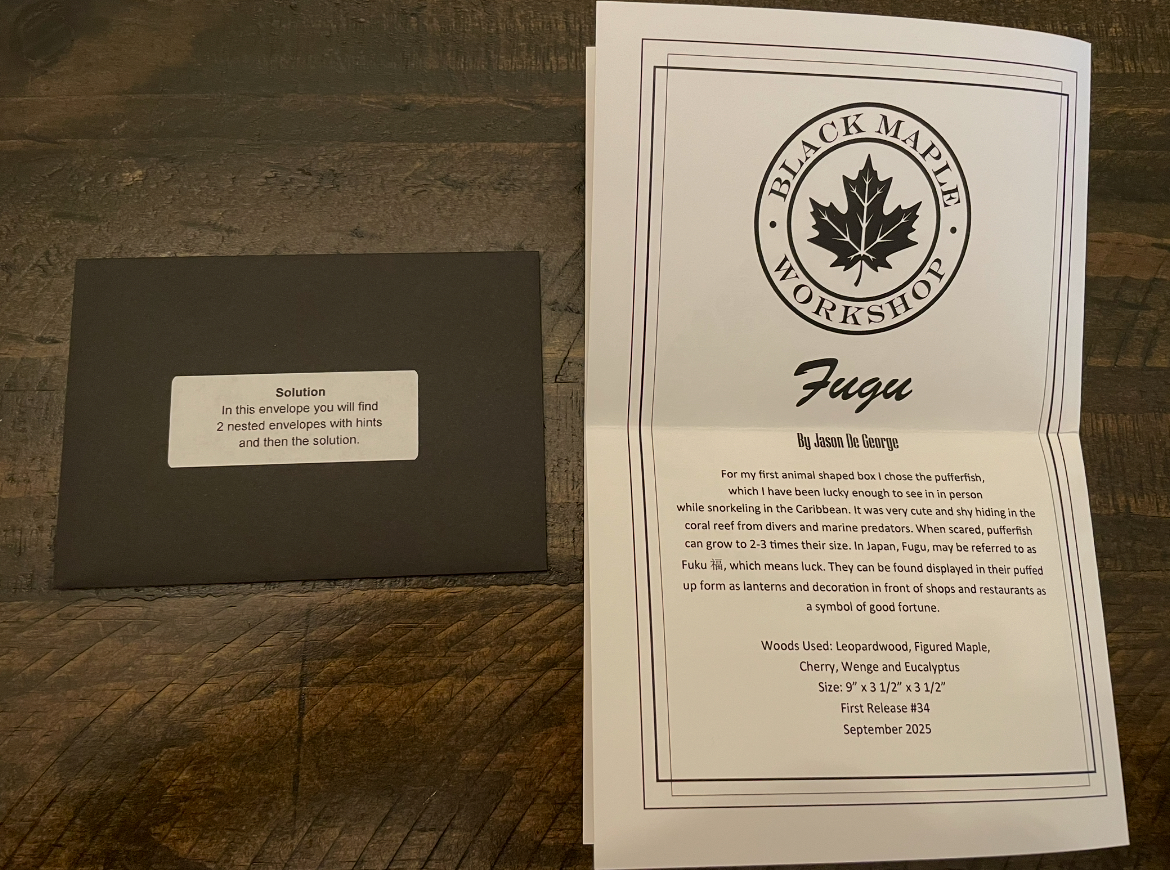 Solution
In this envelope you will find
2 nested envelopes with hints
and then the solution.
BLACK MAPLE
WORKSHOP
Fugu
By Jason De George
For my first animal shaped box I chose the pufferfish,
which I have been lucky enough to see in in person
while snorkeling in the Caribbean. It was very cute and shy hiding in the
coral reef from divers and marine predators. When scared, pufferfish
can grow to 2-3 times their size. In Japan, Fugu, may be referred to as
Fuku 福, which means luck. They can be found displayed in their puffed
up form as lanterns and decoration in front of shops and restaurants as
a symbol of good fortune.
Woods Used: Leopardwood, Figured Maple,
Cherry, Wenge and Eucalyptus
Size: 9” x 3 1/2” x 3 1/2”
First Release #34
September 2025